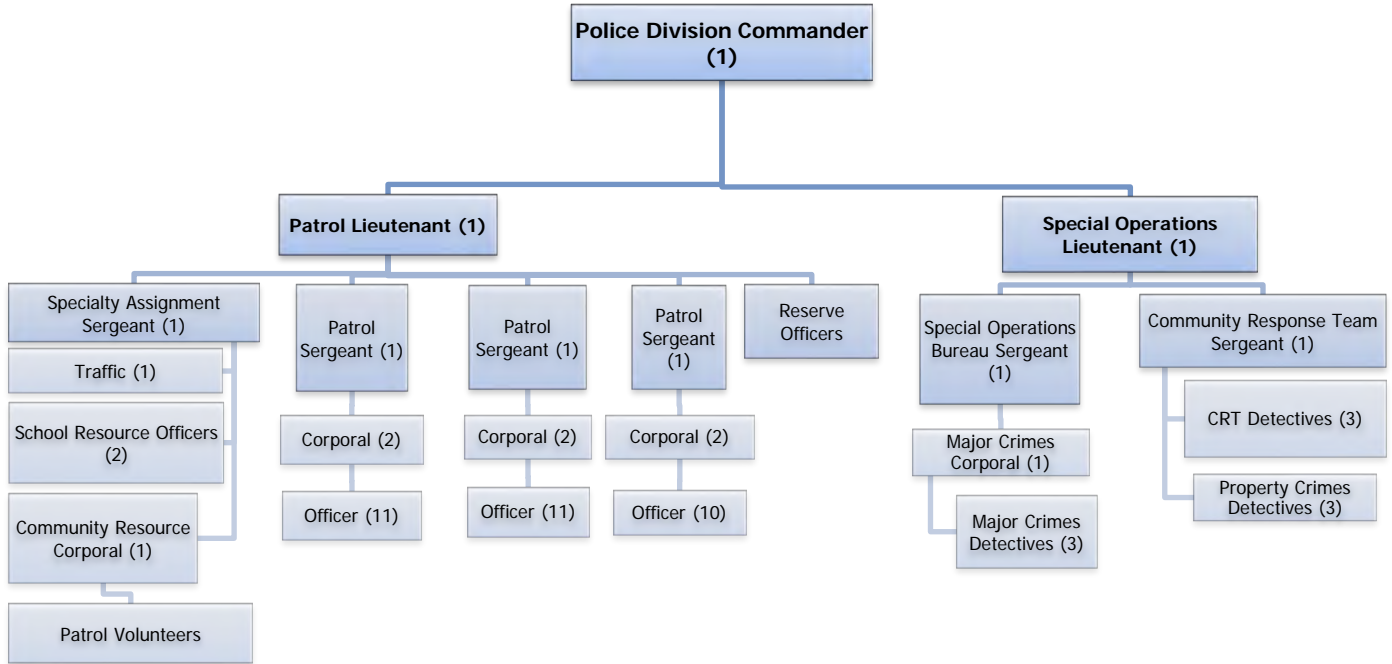 Police Division Commander
(1)
Patrol Lieutenant (1)
Special Operations
Lieutenant (1)
Specialty Assignment
Sergeant (1)
Traffic (1)
School Resource Officers
(2)
Community Resource
Corporal (1)
Patrol Volunteers
Patrol
Sergeant (1)
Corporal (2)
Officer (11)
Patrol
Sergeant (1)
Corporal (2)
Officer (11)
Patrol
Sergeant
(1)
Corporal (2)
Officer (10)
Reserve
Officers
Special Operations
Bureau Sergeant
(1)
Major Crimes
Corporal (1)
Major Crimes
Detectives (3)
Community Response Team
Sergeant (1)
CRT Detectives (3)
Property Crimes
Detectives (3)